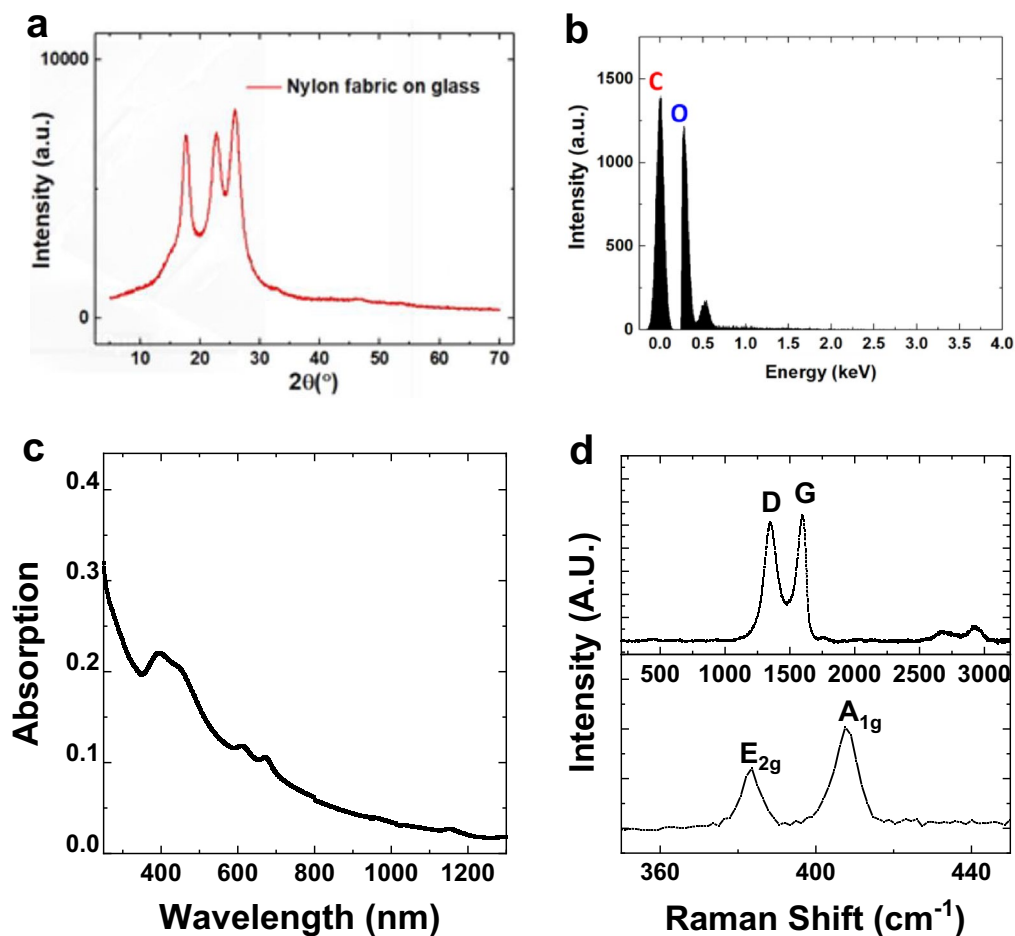 a
10000
Nylon fabric on glass
Intensity (a.u.)
0
10 20 30 40 50 60 70
2θ(°)
b
1500
C
O
1000
Intensity (a.u.)
500
0
0.0 0.5 1.0 1.5 2.0 2.5 3.0 3.5 4.0
Energy (keV)
c
0.4
0.3
Absorption
0.2
0.1
0.0
400 600 800 1000 1200
Wavelength (nm)
d
D G
500 1000 1500 2000 2500 3000
Intensity (A.U.)
E2g
A1g
360 400 440
Raman Shift (cm-1)